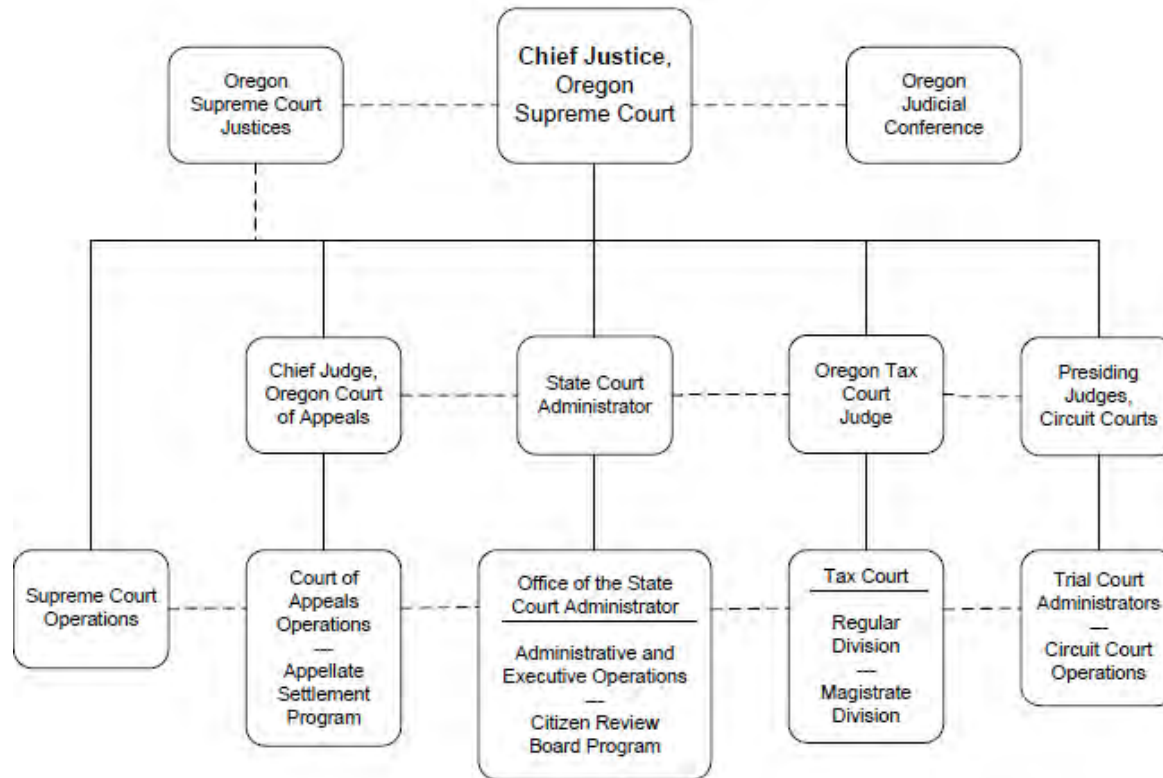 Chief Justice,
Oregon
Supreme Court
Oregon
Supreme Court
Justices
Oregon
Judicial
Conference
Chief Judge,
Oregon Court
of Appeals
State Court
Administrator
Oregon Tax
Court
Judge
Presiding
Judges,
Circuit Courts
Supreme Court
Operations
Court of
Appeals
Operations
—
Appellate
Settlement
Program
Office of the State
Court Administrator
Administrative and
Executive Operations
—
Citizen Review
Board Program
Tax Court
Regular
Division
—
Magistrate
Division
Trial Court
Administrators
—
Circuit Court
Operations